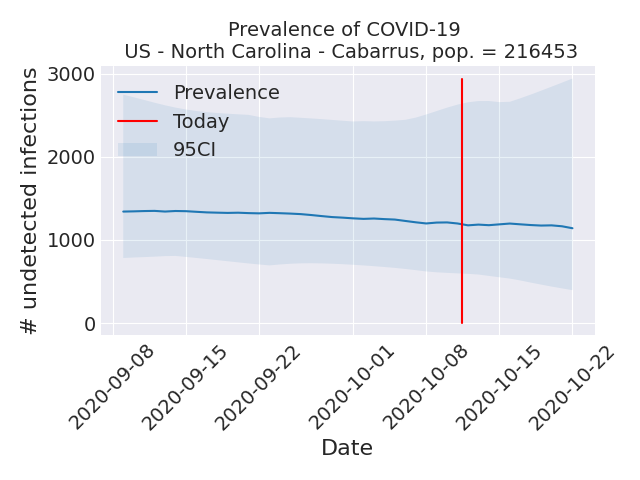 Prevalence of COVID-19
US - North Carolina - Cabarrus, pop. = 216453
# undetected infections
3000
2000
1000
0
Prevalence
Today
95CI
2020-09-08
2020-09-15
2020-09-22
2020-10-01
2020-10-08
2020-10-15
2020-10-22
Date